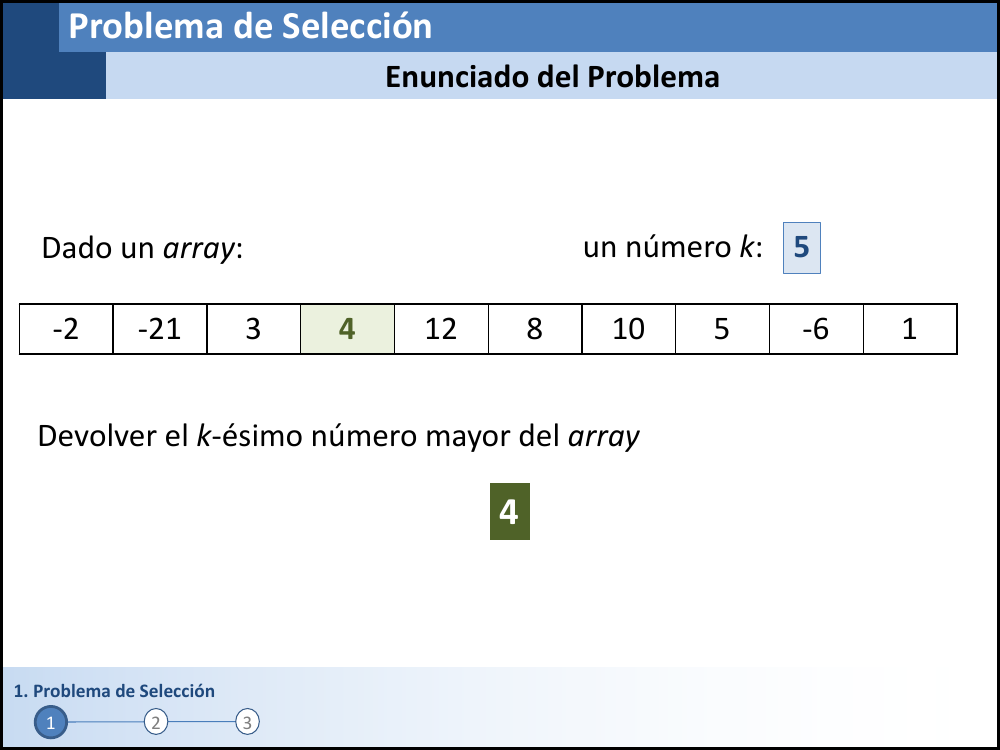 Problema de Selección
Enunciado del Problema
Dado un array: un número k: 5
-2 -21 3 4 12 8 10 5 -6 1
Devolver el k-ésimo número mayor del array
4
1. Problema de Selección
1 2 3